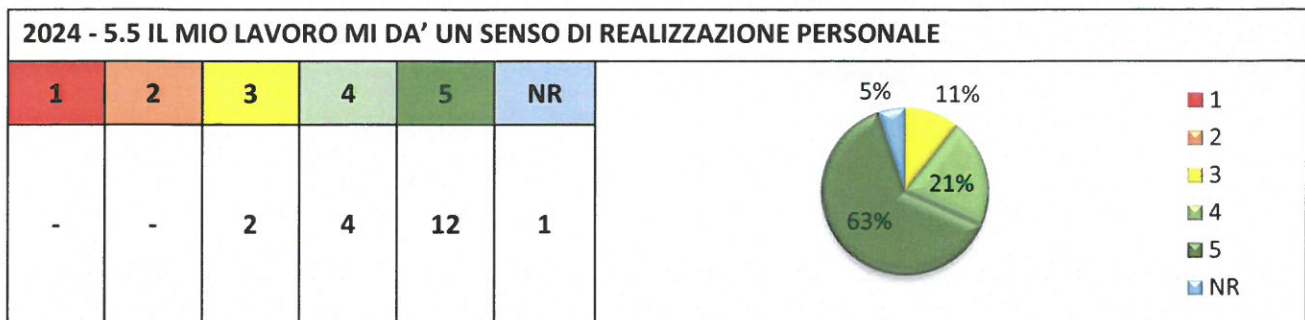 2024 - 5.5 IL MIO LAVORO MI DA’ UN SENSO DI REALIZZAZIONE PERSONALE
1 2 3 4 5 NR
- - 2 4 12 1
5% 11%
21%
63%
1
2
3
4
5
NR